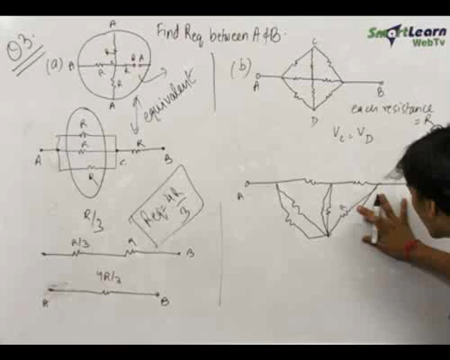 SmartLearn
WebTv
Q3.
Find Req between A & B.
(a)
A
A
R
R
R
B
A
R
A
equivalent
R
R
R
A
C
R
B
R/3
Req = 4R/3
R/3
R
B
4R/3
A
B
(b)
C
A
B
D
each resistance
= R
Vc = VD
A